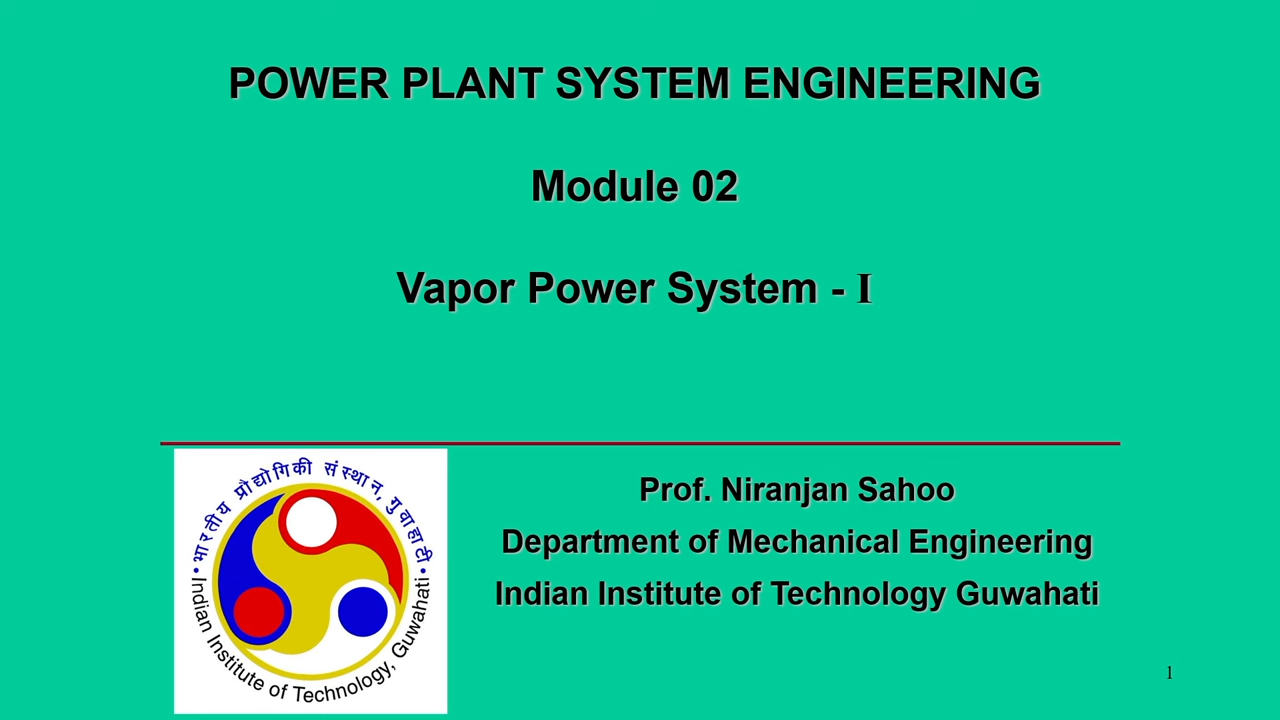 POWER PLANT SYSTEM ENGINEERING
Module 02
Vapor Power System - I
भारतीय प्रौद्योगिकी संस्थान, गुवाहाटी
Indian Institute of Technology, Guwahati
Prof. Niranjan Sahoo
Department of Mechanical Engineering
Indian Institute of Technology Guwahati
1